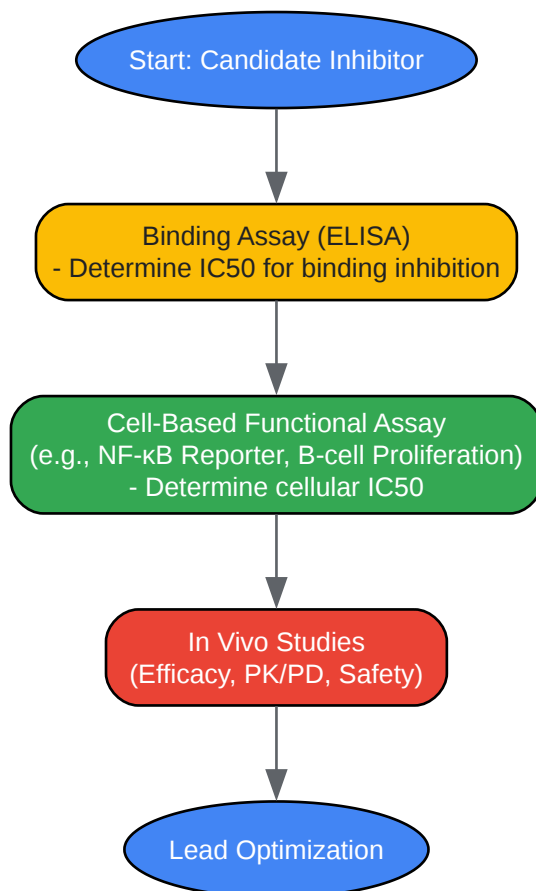 Start: Candidate Inhibitor
Binding Assay (ELISA)
- Determine IC50 for binding inhibition
Cell-Based Functional Assay
(e.g., NF-κB Reporter, B-cell Proliferation)
- Determine cellular IC50
In Vivo Studies
(Efficacy, PK/PD, Safety)
Lead Optimization